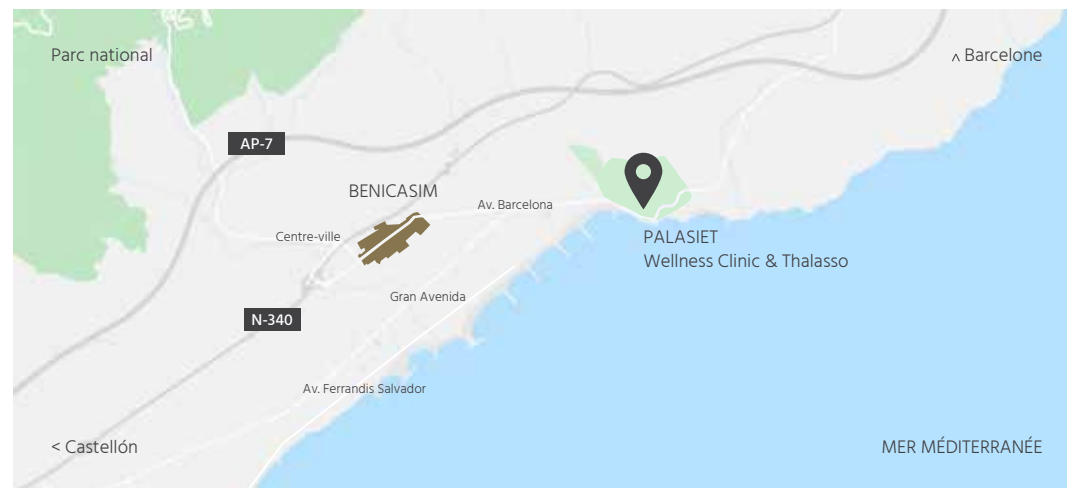 Parc national
^ Barcelone
AP-7
BENICASIM
Av. Barcelona
Centre-ville
PALASIET
Wellness Clinic & Thalasso
Gran Avenida
N-340
Av. Ferrandis Salvador
< Castellón
MER MÉDITERRANÉE